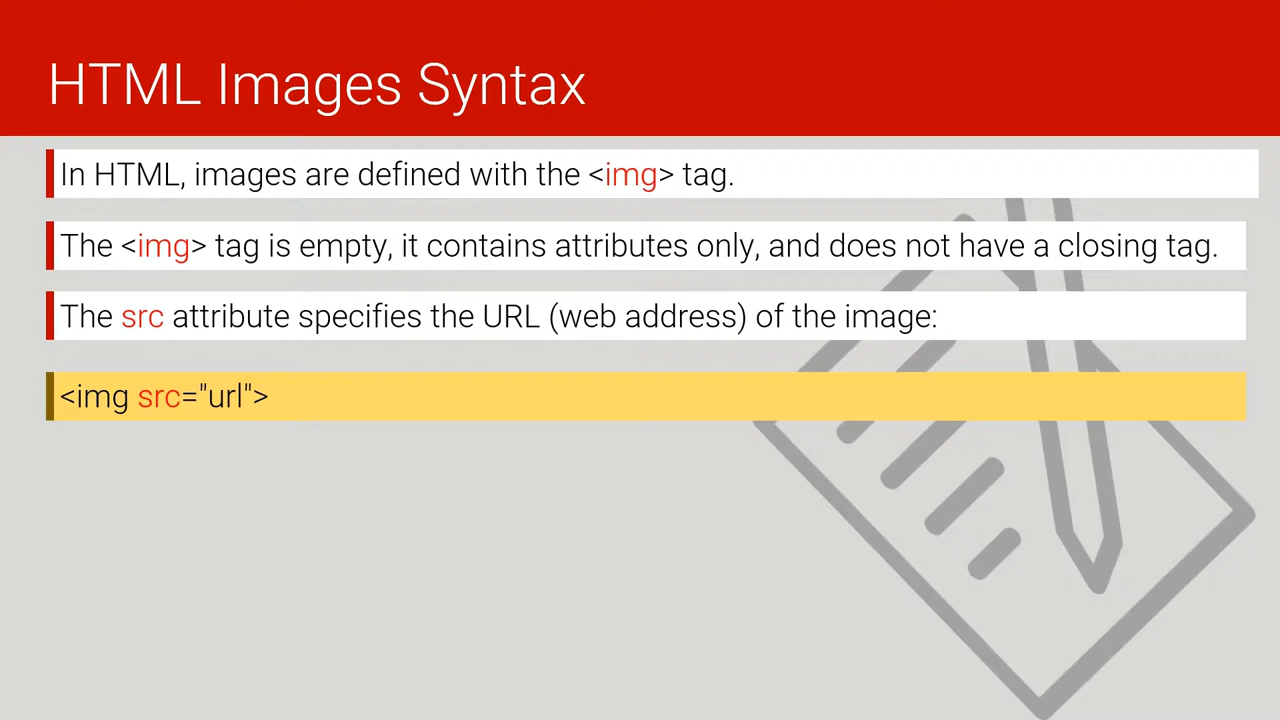 HTML Images Syntax
In HTML, images are defined with the <img> tag.
The <img> tag is empty, it contains attributes only, and does not have a closing tag.
The src attribute specifies the URL (web address) of the image:
<img src="url">